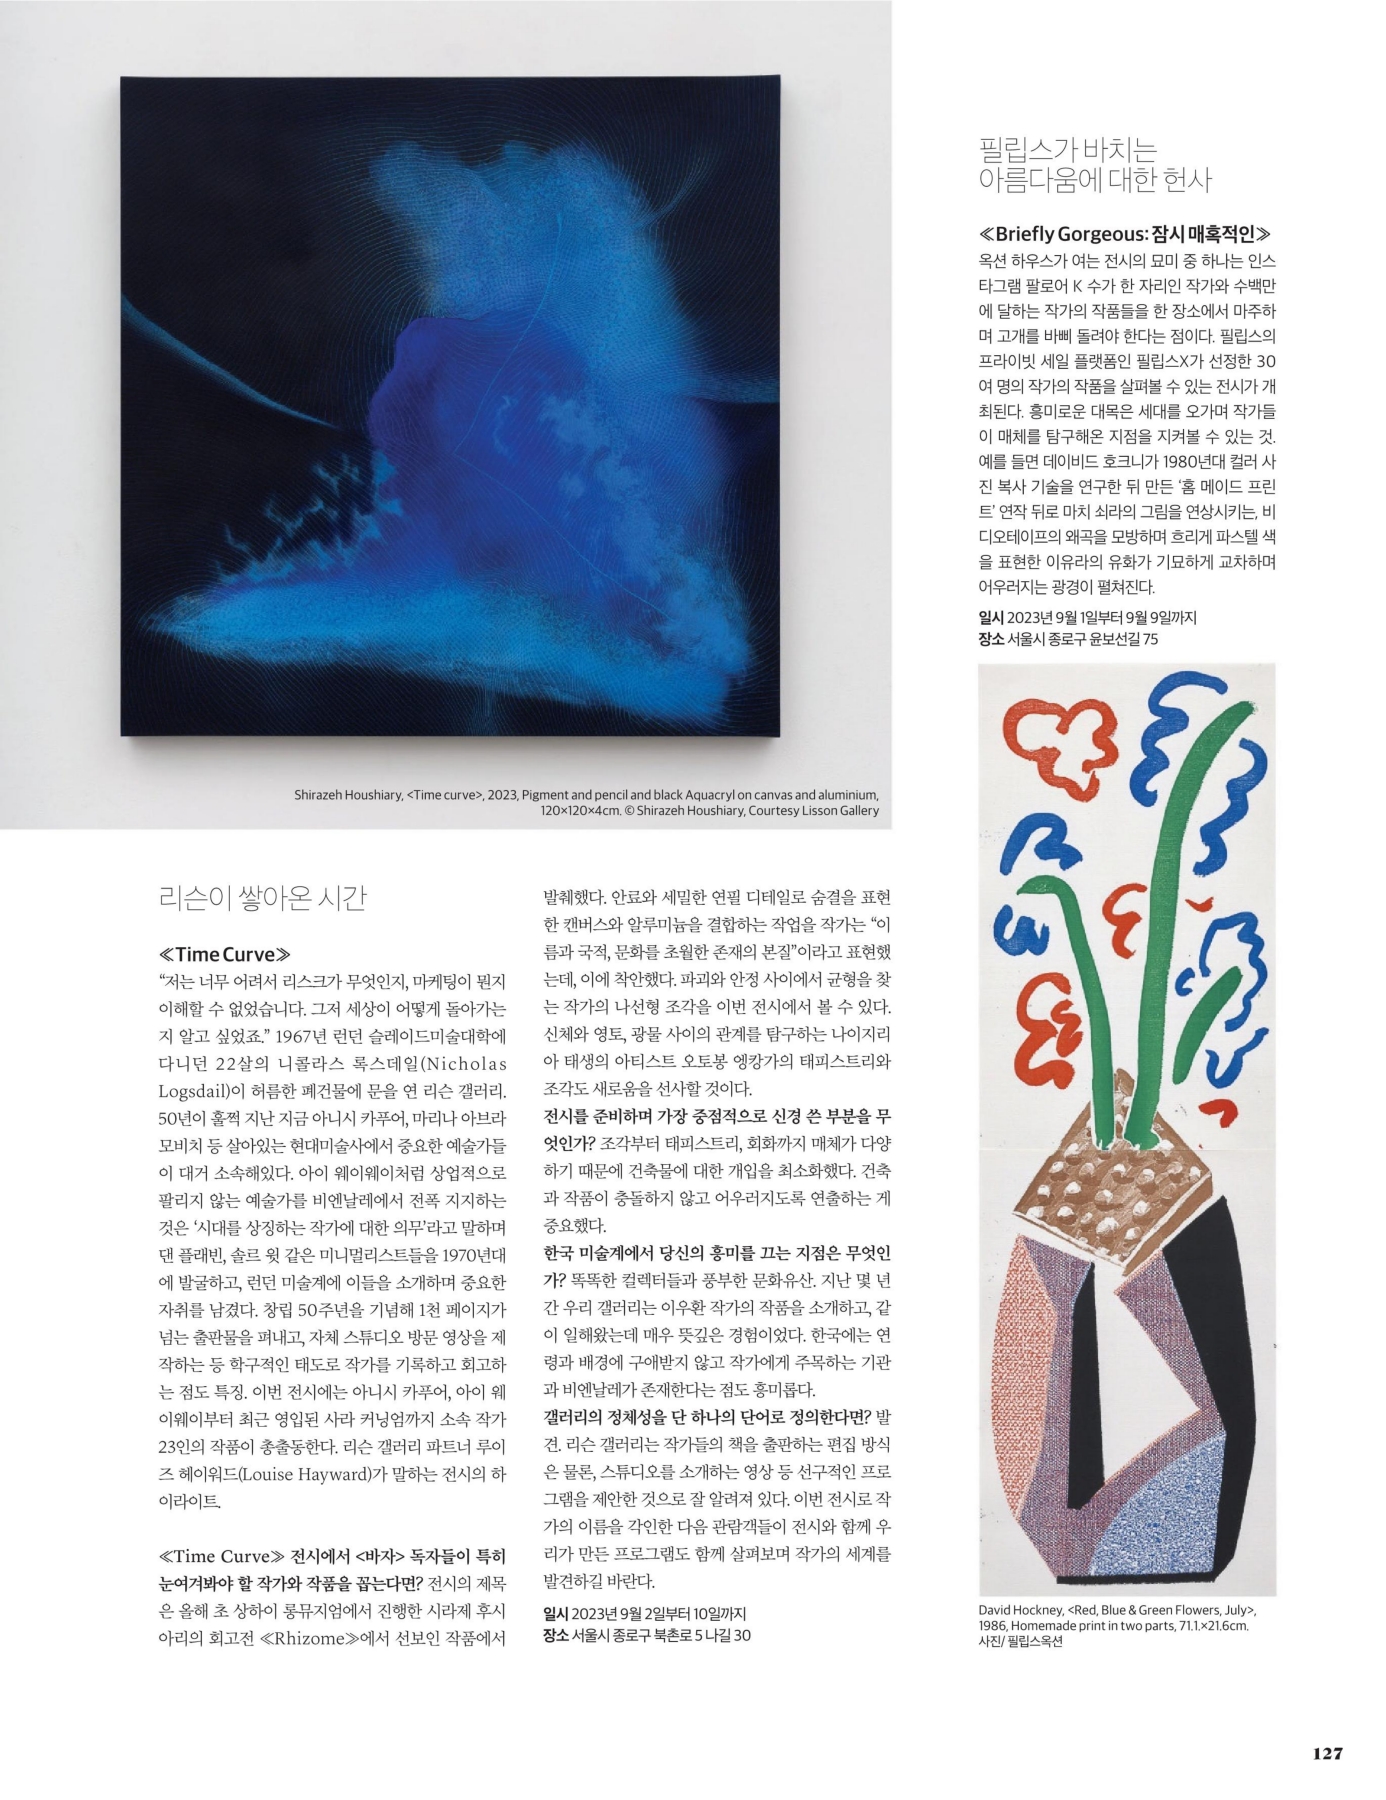 Shirazeh Houshiary, <Time curve>, 2023, Pigment and pencil and black Aquacryl on canvas and aluminium,
120×120×4cm. © Shirazeh Houshiary, Courtesy Lisson Gallery
리슨이 쌓아온 시간
≪Time Curve≫
“저는 너무 어려서 리스크가 무엇인지, 마케팅이 뭔지
이해할 수 없었습니다. 그저 세상이 어떻게 돌아가는
지 알고 싶었죠.” 1967년 런던 슬레이드미술대학에
다니던 22살의 니콜라스 록스데일(Nicholas
Logsdail)이 허름한 폐건물에 문을 연 리슨 갤러리.
50년이 훌쩍 지난 지금 아니시 카푸어, 마리나 아브라
모비치 등 살아있는 현대미술사에서 중요한 예술가들
이 대거 소속해있다. 아이 웨이웨이처럼 상업적으로
팔리지 않는 예술가를 비엔날레에서 전폭 지지하는
것은 ‘시대를 상징하는 작가에 대한 의무’라고 말하며
댄 플래빈, 솔르 윗 같은 미니멀리스트들을 1970년대
에 발굴하고, 런던 미술계에 이들을 소개하며 중요한
자취를 남겼다. 창립 50주년을 기념해 1천 페이지가
넘는 출판물을 펴내고, 자체 스튜디오 방문 영상을 제
작하는 등 학구적인 태도로 작가를 기록하고 회고하
는 점도 특징. 이번 전시에는 아니시 카푸어, 아이 웨
이웨이부터 최근 영입된 사라 커닝엄까지 소속 작가
23인의 작품이 총출동한다. 리슨 갤러리 파트너 루이
즈 헤이워드(Louise Hayward)가 말하는 전시의 하
이라이트.
≪Time Curve≫ 전시에서 <바자> 독자들이 특히
눈여겨봐야 할 작가와 작품을 꼽는다면? 전시의 제목
은 올해 초 상하이 롱뮤지엄에서 진행한 시라제 후시
아리의 회고전 ≪Rhizome≫에서 선보인 작품에서
발췌했다. 안료와 세밀한 연필 디테일로 숨결을 표현
한 캔버스와 알루미늄을 결합하는 작업을 작가는 “이
름과 국적, 문화를 초월한 존재의 본질”이라고 표현했
는데, 이에 착안했다. 파괴와 안정 사이에서 균형을 찾
는 작가의 나선형 조각을 이번 전시에서 볼 수 있다.
신체와 영토, 광물 사이의 관계를 탐구하는 나이지리
아 태생의 아티스트 오토봉 엥캉가의 태피스트리와
조각도 새로움을 선사할 것이다.
전시를 준비하며 가장 중점적으로 신경 쓴 부분을 무
엇인가? 조각부터 태피스트리, 회화까지 매체가 다양
하기 때문에 건축물에 대한 개입을 최소화했다. 건축
과 작품이 충돌하지 않고 어우러지도록 연출하는 게
중요했다.
한국 미술계에서 당신의 흥미를 끄는 지점은 무엇인
가? 똑똑한 컬렉터들과 풍부한 문화유산. 지난 몇 년
간 우리 갤러리는 이우환 작가의 작품을 소개하고, 같
이 일해왔는데 매우 뜻깊은 경험이었다. 한국에는 연
령과 배경에 구애받지 않고 작가에게 주목하는 기관
과 비엔날레가 존재한다는 점도 흥미롭다.
갤러리의 정체성을 단 하나의 단어로 정의한다면? 발
견. 리슨 갤러리는 작가들의 책을 출판하는 편집 방식
은 물론, 스튜디오를 소개하는 영상 등 선구적인 프로
그램을 제안한 것으로 잘 알려져 있다. 이번 전시로 작
가의 이름을 각인한 다음 관람객들이 전시와 함께 우
리가 만든 프로그램도 함께 살펴보며 작가의 세계를
발견하길 바란다.
일시 2023년 9월 2일부터 10일까지
장소 서울시 종로구 북촌로 5 나길 30
필립스가 바치는
아름다움에 대한 헌사
≪Briefly Gorgeous: 잠시 매혹적인≫
옥션 하우스가 여는 전시의 묘미 중 하나는 인스
타그램 팔로어 K 수가 한 자리인 작가와 수백만
에 달하는 작가의 작품들을 한 장소에서 마주하
며 고개를 바삐 돌려야 한다는 점이다. 필립스의
프라이빗 세일 플랫폼인 필립스X가 선정한 30
여 명의 작가의 작품을 살펴볼 수 있는 전시가 개
최된다. 흥미로운 대목은 세대를 오가며 작가들
이 매체를 탐구해온 지점을 지켜볼 수 있는 것.
예를 들면 데이비드 호크니가 1980년대 컬러 사
진 복사 기술을 연구한 뒤 만든 ‘홈 메이드 프린
트’ 연작 뒤로 마치 쇠라의 그림을 연상시키는, 비
디오테이프의 왜곡을 모방하며 흐리게 파스텔 색
을 표현한 이유라의 유화가 기묘하게 교차하며
어우러지는 광경이 펼쳐진다.
일시 2023년 9월 1일부터 9월 9일까지
장소 서울시 종로구 윤보선길 75
David Hockney, <Red, Blue & Green Flowers, July>,
1986, Homemade print in two parts, 71.1.×21.6cm.
사진/ 필립스옥션
127